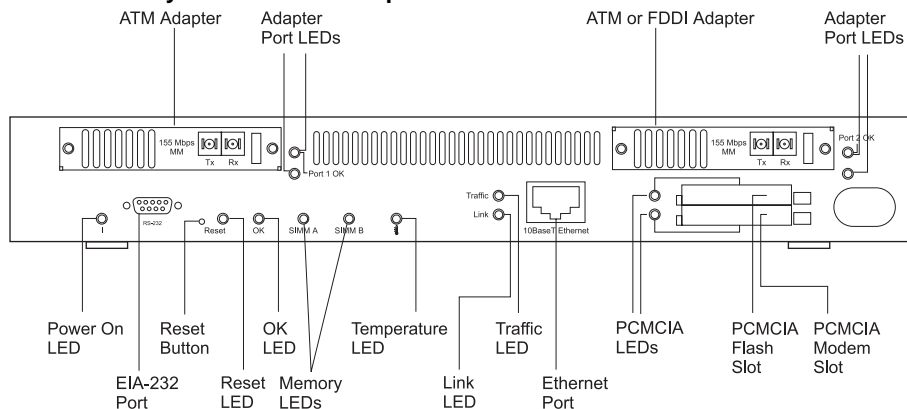 ATM Adapter
Adapter
Port LEDs
ATM or FDDI Adapter
Adapter
Port LEDs
155 Mbps
MM
Tx
Rx
Port 1 OK
155 Mbps
MM
Tx
Rx
Port 2 OK
Traffic
Link
I
RS-232
Reset
OK
SIMM A
SIMM B
10BaseT Ethernet
Power On
LED
Reset
Button
OK
LED
Temperature
LED
Traffic
LED
PCMCIA
LEDs
PCMCIA
Flash
Slot
PCMCIA
Modem
Slot
EIA-232
Port
Reset
LED
Memory
LEDs
Link
LED
Ethernet
Port